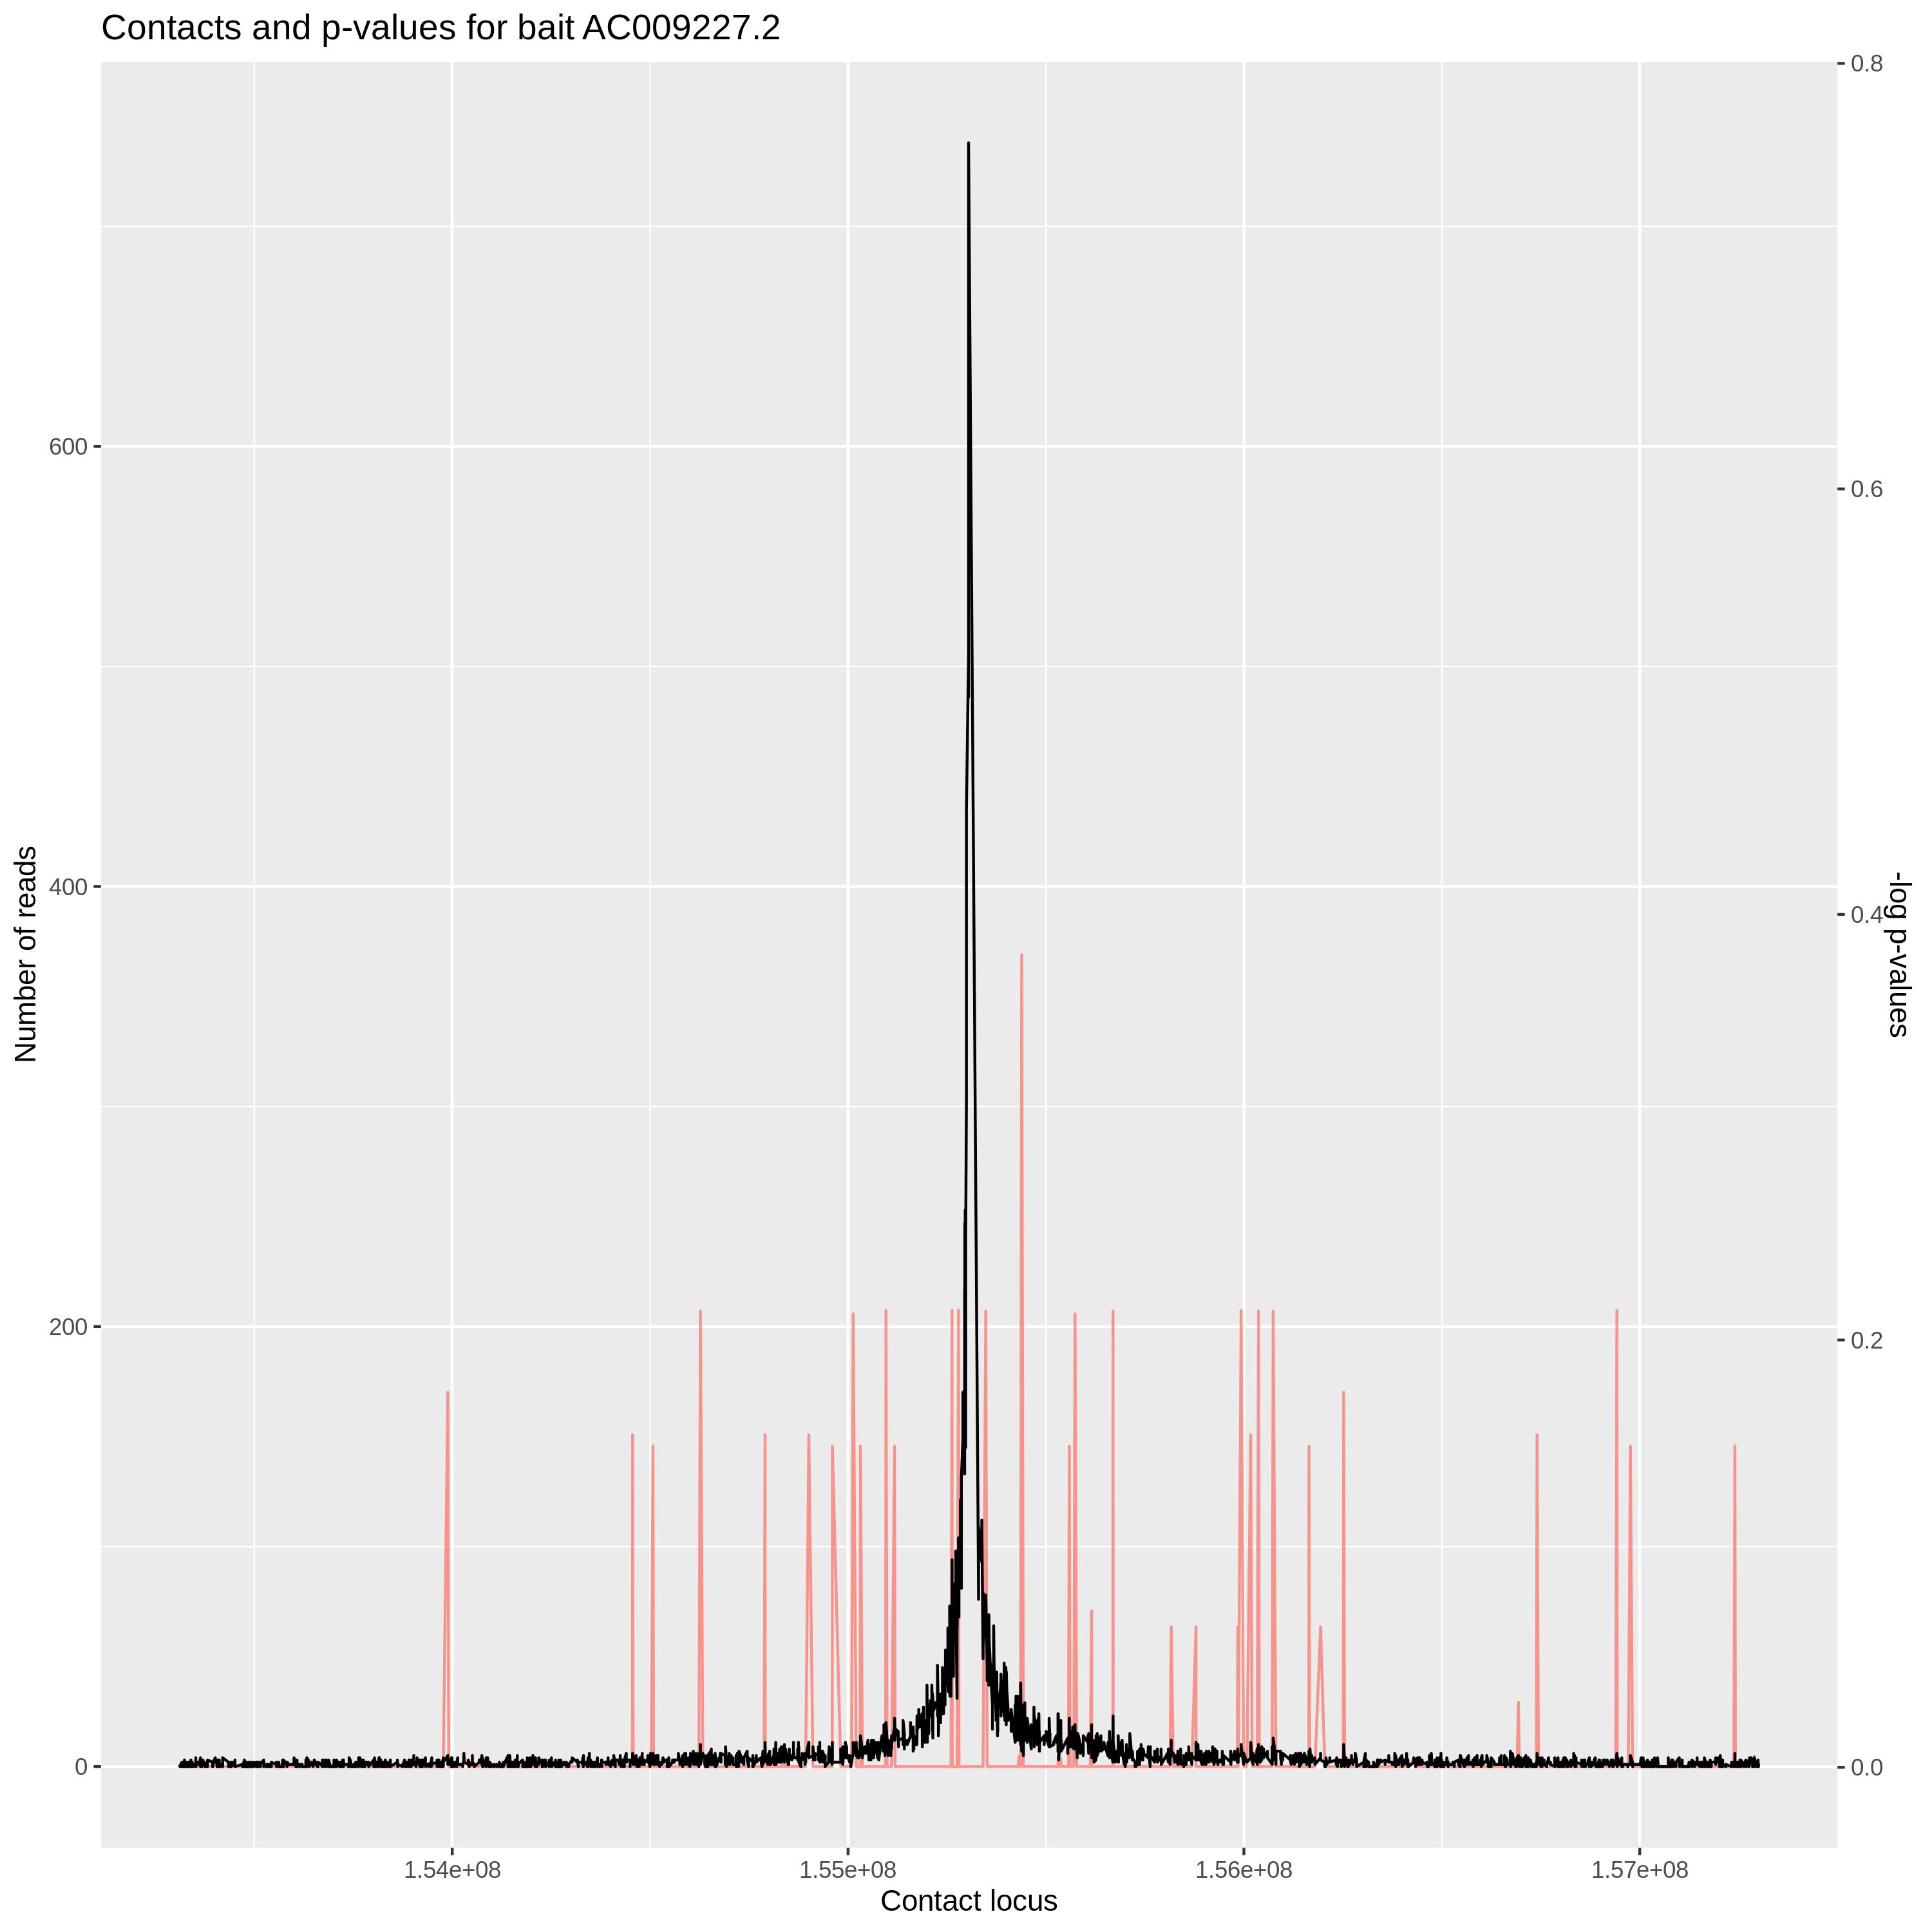 Contacts and p-values for bait AC009227.2
0.8
600
0.6
400
0.4
200
0.2
0
0.0
Number of reads
-log p-values
1.54e+08
1.55e+08
1.56e+08
1.57e+08
Contact locus